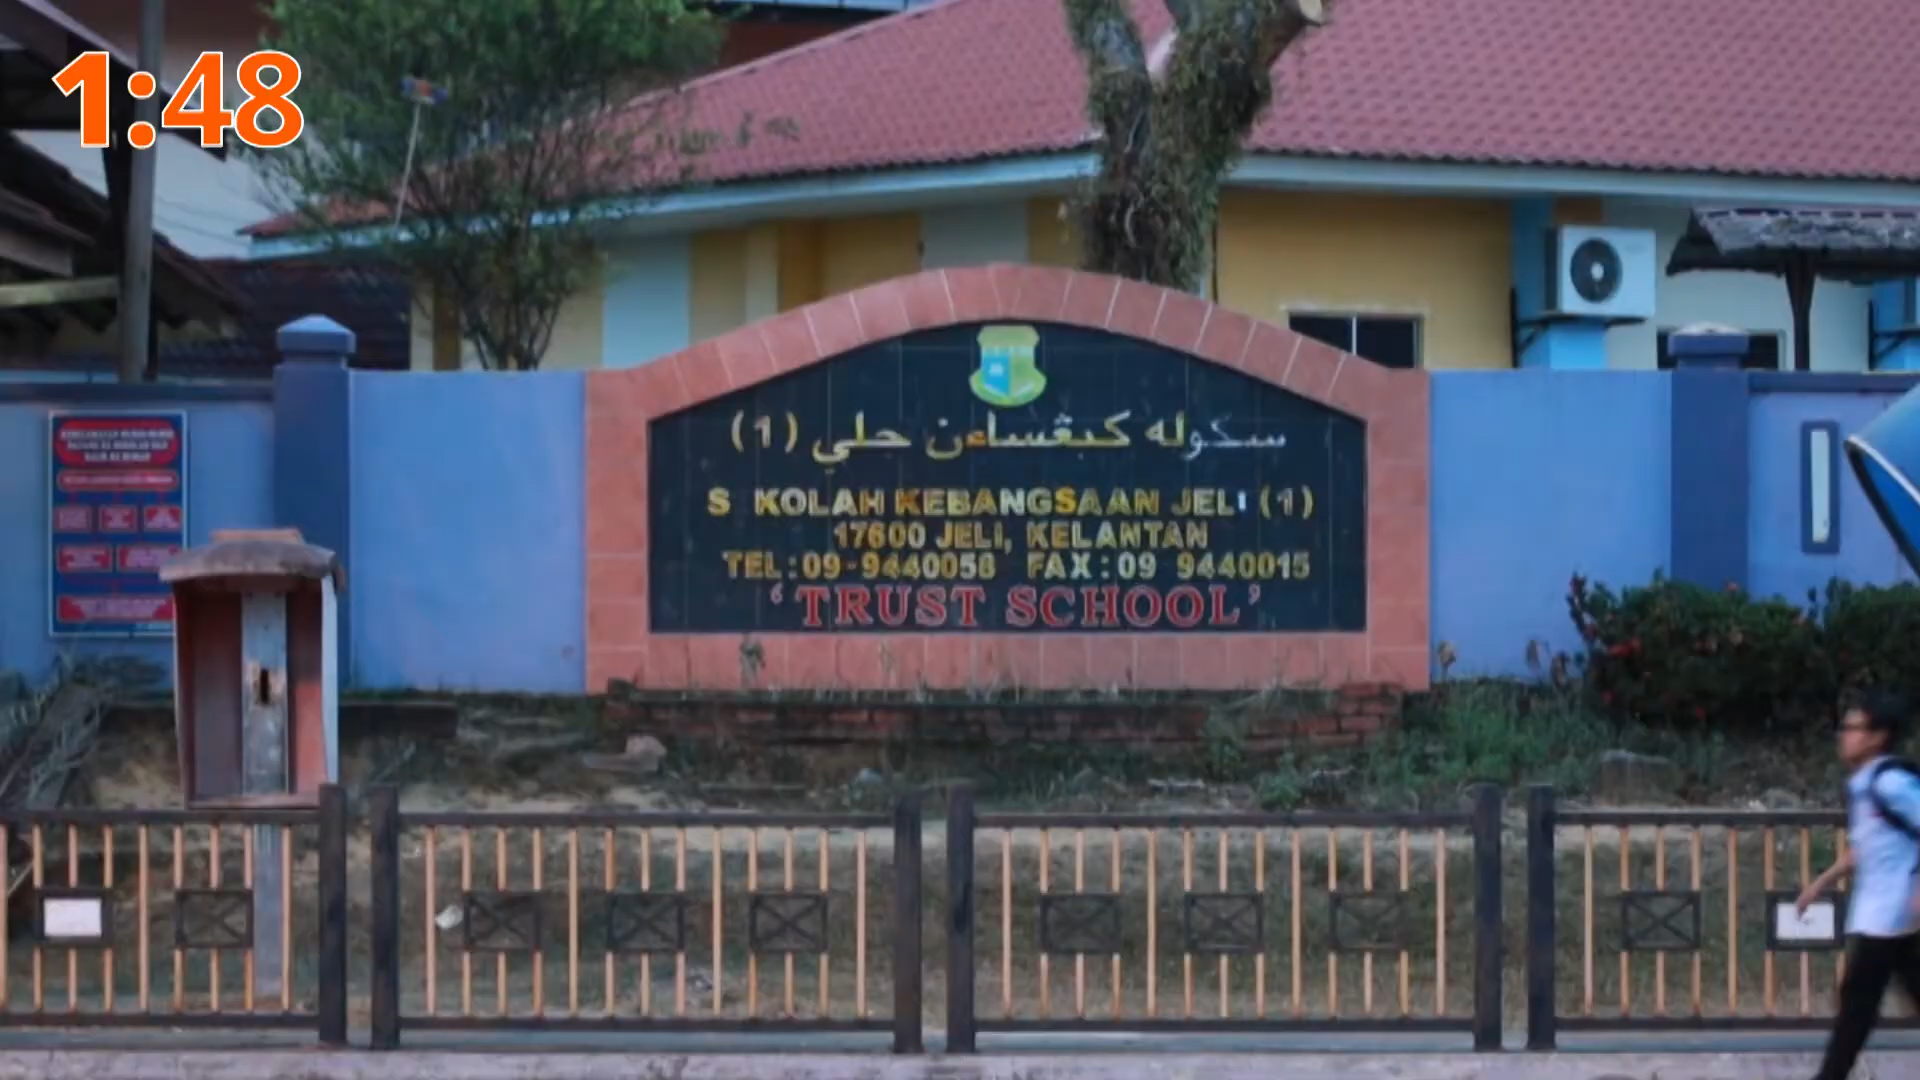 1:48
سكوله كبڠساءن جلي (1)
S KOLAH KEBANGSAAN JELI (1)
17600 JELI, KELANTAN
TEL:09-9440058 FAX:09 9440015
'TRUST SCHOOL'